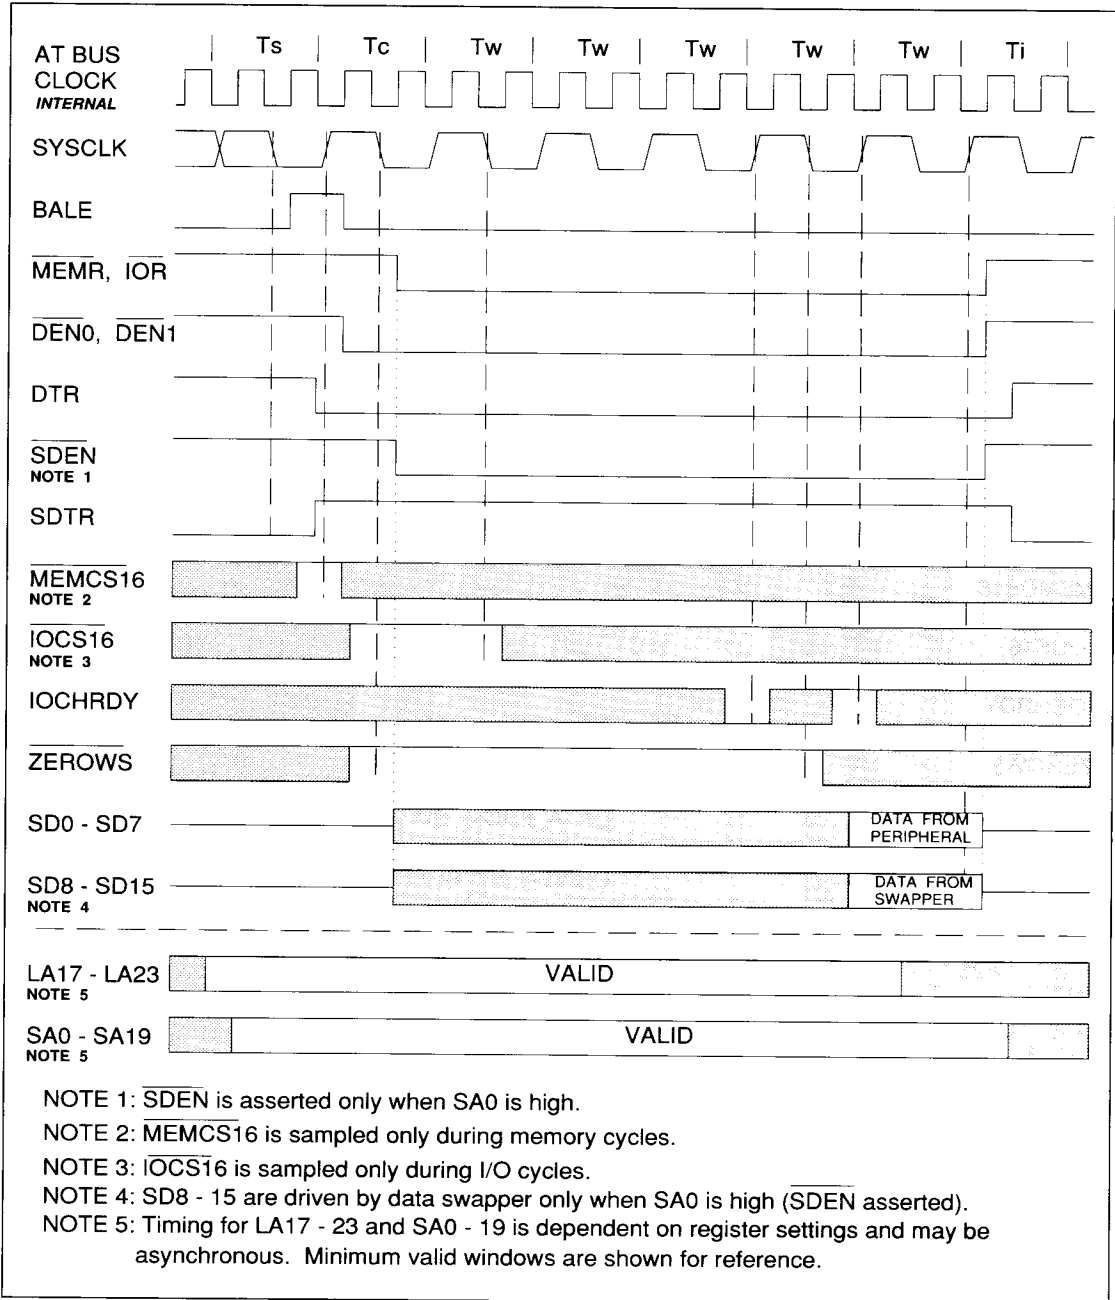 AT BUS
CLOCK
INTERNAL
Ts Tc Tw Tw Tw Tw Tw Ti
SYSCLK
BALE
MEMR, IOR
DEN0, DEN1
DTR
SDEN
NOTE 1
SDTR
MEMCS16
NOTE 2
IOCS16
NOTE 3
IOCHRDY
ZEROWS
SD0 - SD7
DATA FROM
PERIPHERAL
SD8 - SD15
NOTE 4
DATA FROM
SWAPPER
LA17 - LA23
NOTE 5
VALID
SA0 - SA19
NOTE 5
VALID
NOTE 1: SDEN is asserted only when SA0 is high.
NOTE 2: MEMCS16 is sampled only during memory cycles.
NOTE 3: IOCS16 is sampled only during I/O cycles.
NOTE 4: SD8 - 15 are driven by data swapper only when SA0 is high (SDEN asserted).
NOTE 5: Timing for LA17 - 23 and SA0 - 19 is dependent on register settings and may be
asynchronous. Minimum valid windows are shown for reference.